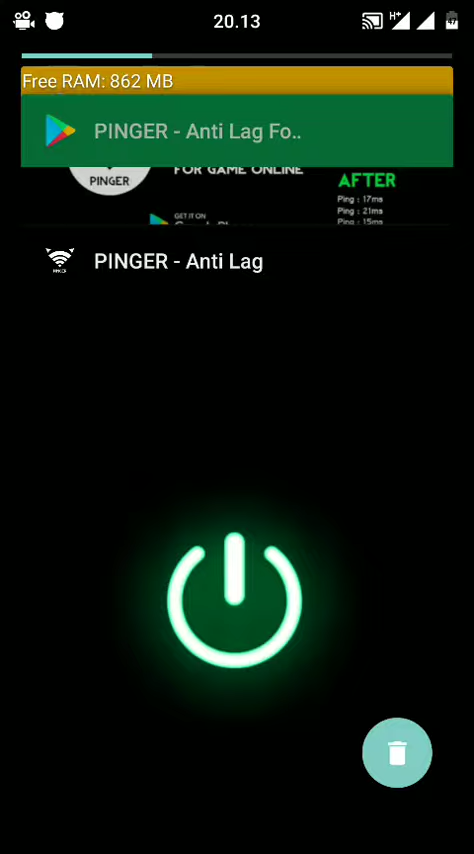 20.13
H+
47
Free RAM: 862 MB
PINGER - Anti Lag Fo..
PINGER
FOR GAME ONLINE
AFTER
Ping : 17ms
Ping : 21ms
Ping : 15ms
GET IT ON
PINGER - Anti Lag